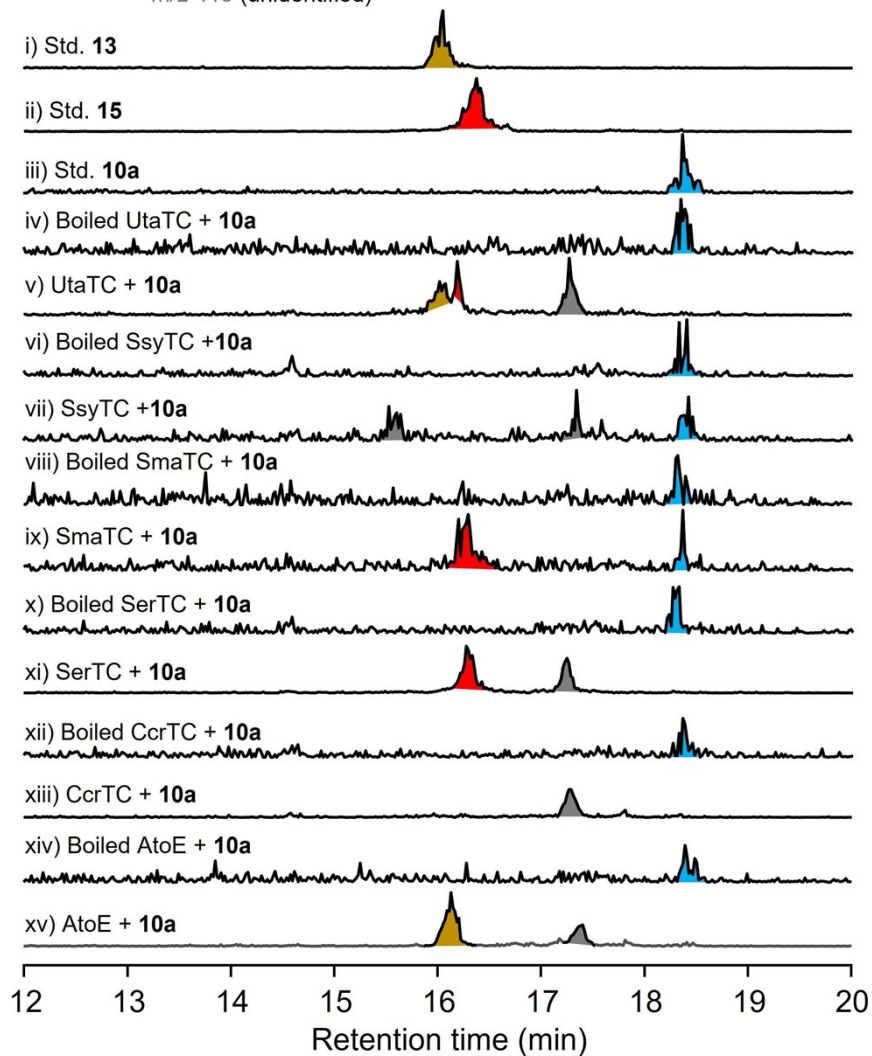 (unidentified)
i) Std. 13
ii) Std. 15
iii) Std. 10a
iv) Boiled UtaTC + 10a
v) UtaTC + 10a
vi) Boiled SsyTC +10a
vii) SsyTC +10a
viii) Boiled SmaTC + 10a
ix) SmaTC + 10a
x) Boiled SerTC + 10a
xi) SerTC + 10a
xii) Boiled CcrTC + 10a
xiii) CcrTC + 10a
xiv) Boiled AtoE + 10a
xv) AtoE + 10a
12 13 14 15 16 17 18 19 20
Retention time (min)